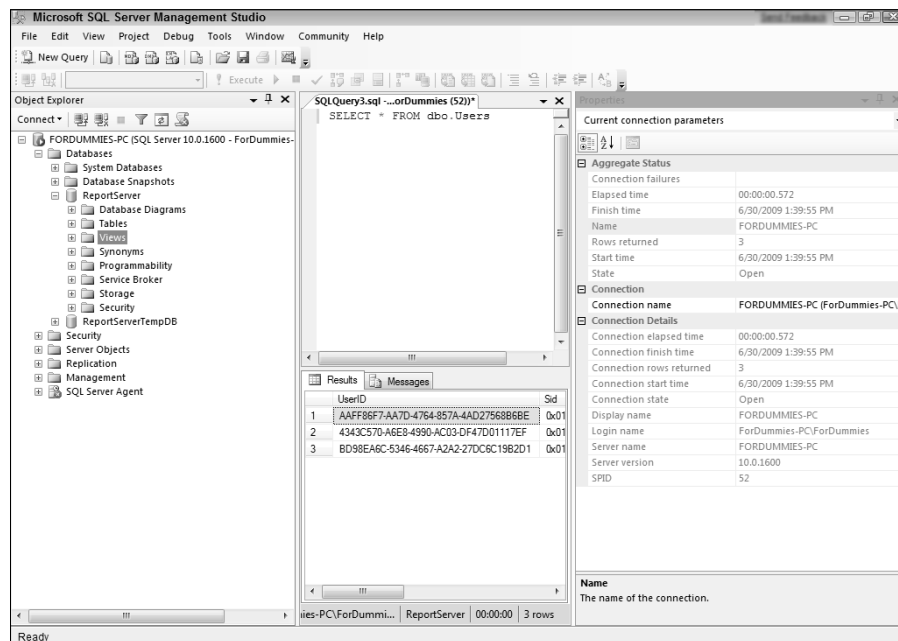 Microsoft SQL Server Management Studio
File Edit View Project Debug Tools Window Community Help
New Query
Execute
Object Explorer
Connect
FORDUMMIES-PC (SQL Server 10.0.1600 - ForDummies-
Databases
System Databases
Database Snapshots
ReportServer
Database Diagrams
Tables
Views
Synonyms
Programmability
Service Broker
Storage
Security
ReportServerTempDB
Security
Server Objects
Replication
Management
SQL Server Agent
SQLQuery3.sql -...orDummies (52))*
SELECT * FROM dbo.Users
Results Messages
UserID Sid
1 AAFF86F7-AA7D-4764-857A-4AD27568B6BE 0x01
2 4343C570-A6E8-4990-AC03-DF47D01117EF 0x01
3 BD98EA6C-5346-4667-A2A2-27DC6C19B2D1 0x01
ies-PC\ForDummi... ReportServer 00:00:00 3 rows
Properties
Current connection parameters
Aggregate Status
Connection failures
Elapsed time 00:00:00.572
Finish time 6/30/2009 1:39:55 PM
Name FORDUMMIES-PC
Rows returned 3
Start time 6/30/2009 1:39:55 PM
State Open
Connection
Connection name FORDUMMIES-PC (ForDummies-PC\
Connection Details
Connection elapsed time 00:00:00.572
Connection finish time 6/30/2009 1:39:55 PM
Connection rows returned 3
Connection start time 6/30/2009 1:39:55 PM
Connection state Open
Display name FORDUMMIES-PC
Login name ForDummies-PC\ForDummies
Server name FORDUMMIES-PC
Server version 10.0.1600
SPID 52
Name
The name of the connection.
Ready